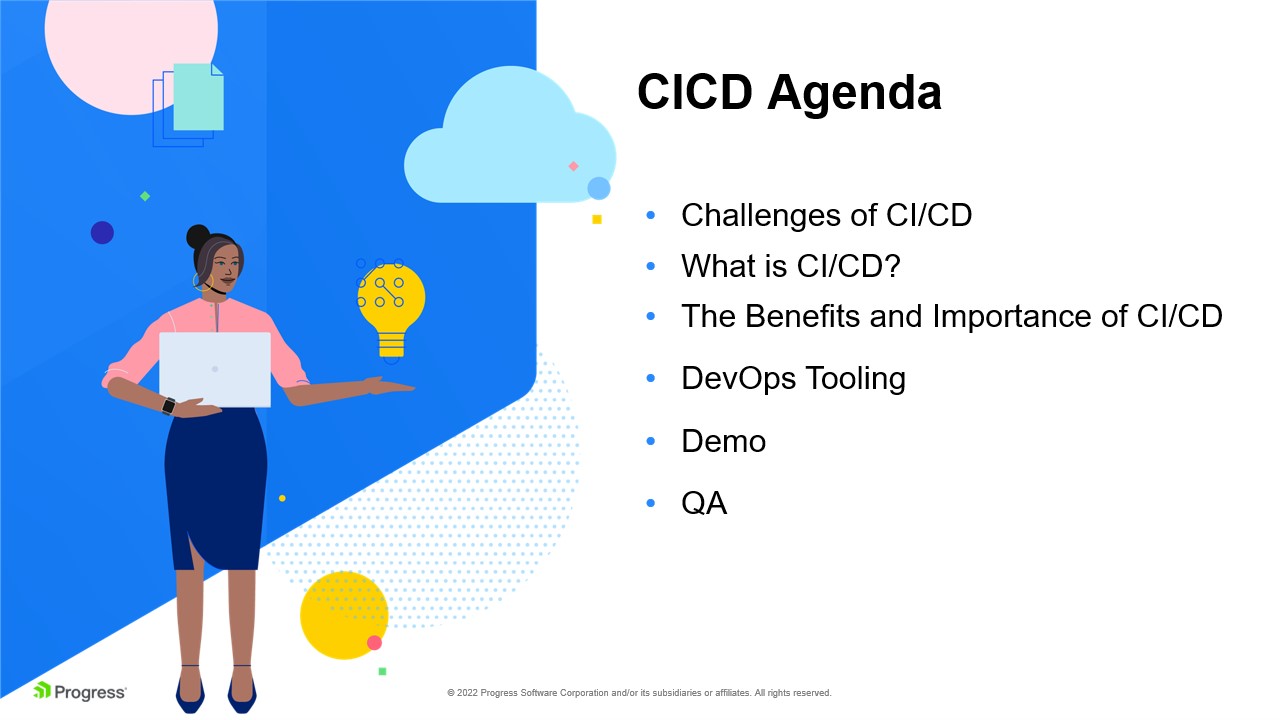 CICD Agenda
• Challenges of CI/CD
• What is CI/CD?
• The Benefits and Importance of CI/CD
• DevOps Tooling
• Demo
• QA
Progress®
© 2022 Progress Software Corporation and/or its subsidiaries or affiliates. All rights reserved.